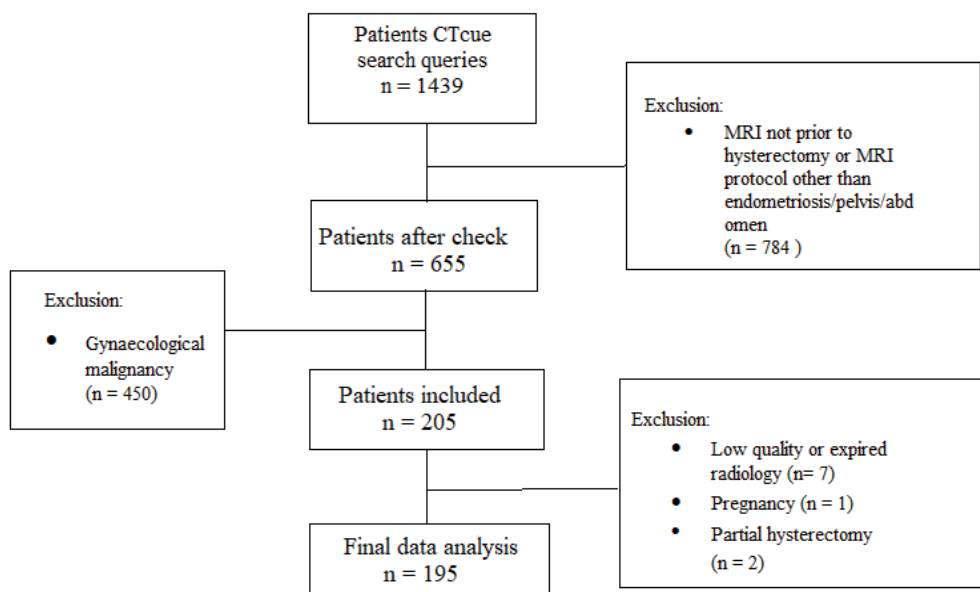 Patients CTcue
search queries
n = 1439
Exclusion:
• MRI not prior to
hysterectomy or MRI
protocol other than
endometriosis/pelvis/abd
omen
(n = 784 )
Patients after check
n = 655
Exclusion:
• Gynaecological
malignancy
(n = 450)
Patients included
n = 205
Exclusion:
• Low quality or expired
radiology (n= 7)
• Pregnancy (n = 1)
• Partial hysterectomy
(n = 2)
Final data analysis
n = 195